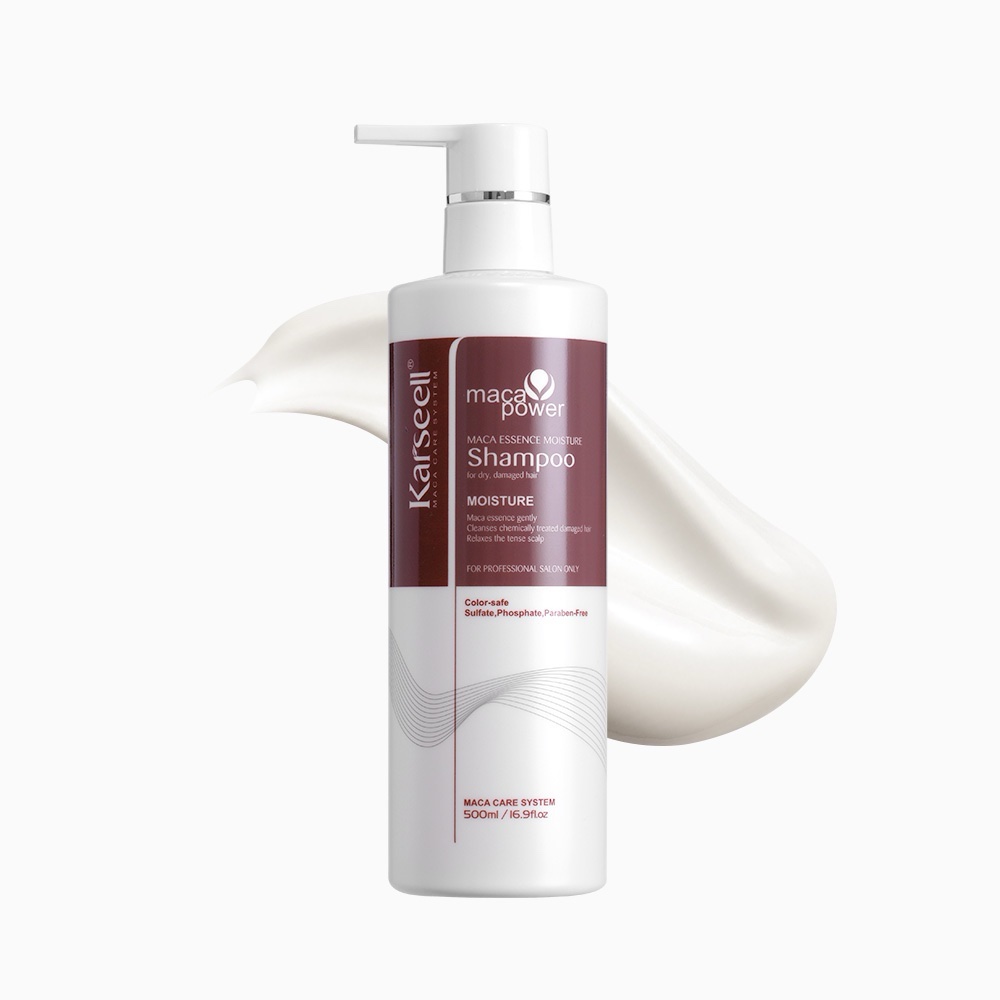 Karseell®
MACA CARE SYSTEM
maca
power
MACA ESSENCE MOISTURE
Shampoo
for dry, damaged hair
MOISTURE
Maca essence gently
Cleanses chemically treated damaged hair
Relaxes the tense scalp
FOR PROFESSIONAL SALON ONLY
Color-safe
Sulfate,Phosphate,Paraben-Free
MACA CARE SYSTEM
500ml / 16.9fl.oz